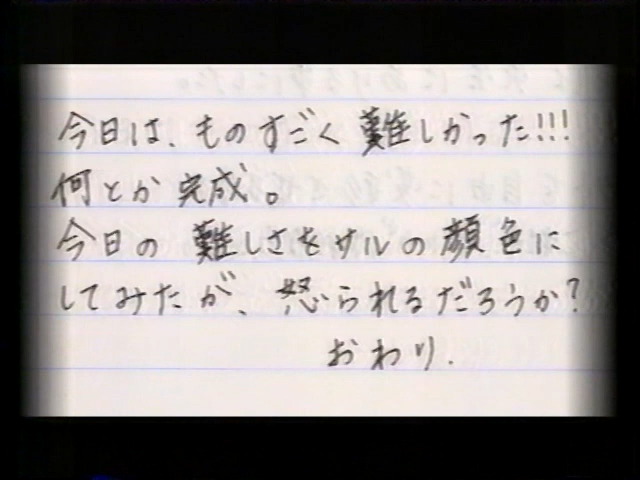 今日は、ものすごく難しかった!!!
何とか完成。
今日の難しさをサルの顔色に
してみたが、怒られるだろうか?
おわり.